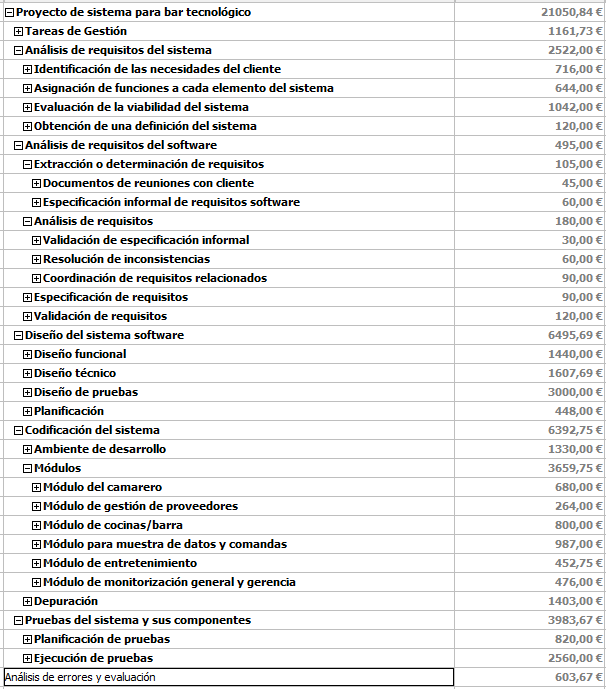 Proyecto de sistema para bar tecnológico 21050,84 €
Tareas de Gestión 1161,73 €
Análisis de requisitos del sistema 2522,00 €
Identificación de las necesidades del cliente 716,00 €
Asignación de funciones a cada elemento del sistema 644,00 €
Evaluación de la viabilidad del sistema 1042,00 €
Obtención de una definición del sistema 120,00 €
Análisis de requisitos del software 495,00 €
Extracción o determinación de requisitos 105,00 €
Documentos de reuniones con cliente 45,00 €
Especificación informal de requisitos software 60,00 €
Análisis de requisitos 180,00 €
Validación de especificación informal 30,00 €
Resolución de inconsistencias 60,00 €
Coordinación de requisitos relacionados 90,00 €
Especificación de requisitos 90,00 €
Validación de requisitos 120,00 €
Diseño del sistema software 6495,69 €
Diseño funcional 1440,00 €
Diseño técnico 1607,69 €
Diseño de pruebas 3000,00 €
Planificación 448,00 €
Codificación del sistema 6392,75 €
Ambiente de desarrollo 1330,00 €
Módulos 3659,75 €
Módulo del camarero 680,00 €
Módulo de gestión de proveedores 264,00 €
Módulo de cocinas/barra 800,00 €
Módulo para muestra de datos y comandas 987,00 €
Módulo de entretenimiento 452,75 €
Módulo de monitorización general y gerencia 476,00 €
Depuración 1403,00 €
Pruebas del sistema y sus componentes 3983,67 €
Planificación de pruebas 820,00 €
Ejecución de pruebas 2560,00 €
Análisis de errores y evaluación 603,67 €